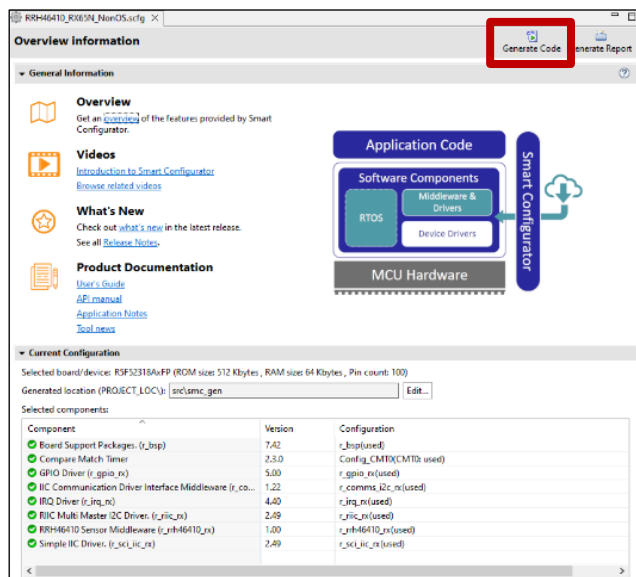 RRH46410_RX65N_NonOS.scfg
Overview information
Generate Code
Generate Report
General Information
Overview
Get an overview of the features provided by Smart
Configurator.
Videos
Introduction to Smart Configurator
Browse related videos
What's New
Check out what's new in the latest release.
See all Release Notes.
Product Documentation
User's Guide
API manual
Application Notes
Tool news
Application Code
Software Components
RTOS
Middleware &
Drivers
Device Drivers
MCU Hardware
Smart Configurator
Current Configuration
Selected board/device: R5F52318AxFP (ROM size: 512 Kbytes , RAM size: 64 Kbytes , Pin count: 100)
Generated location (PROJECT_LOC\): src\smc_gen Edit...
Selected components:
Component Version Configuration
Board Support Packages. (r_bsp) 7.42 r_bsp(used)
Compare Match Timer 2.3.0 Config_CMT0(CMT0: used)
GPIO Driver (r_gpio_rx) 5.00 r_gpio_rx(used)
IIC Communication Driver Interface Middleware (r_co... 1.22 r_comms_i2c_rx(used)
IRQ Driver (r_irq_rx) 4.40 r_irq_rx(used)
RIIC Multi Master I2C Driver. (r_riic_rx) 2.49 r_riic_rx(used)
RRH46410 Sensor Middleware (r_rrh46410_rx) 1.00 r_rrh46410_rx(used)
Simple IIC Driver. (r_sci_iic_rx) 2.49 r_sci_iic_rx(used)